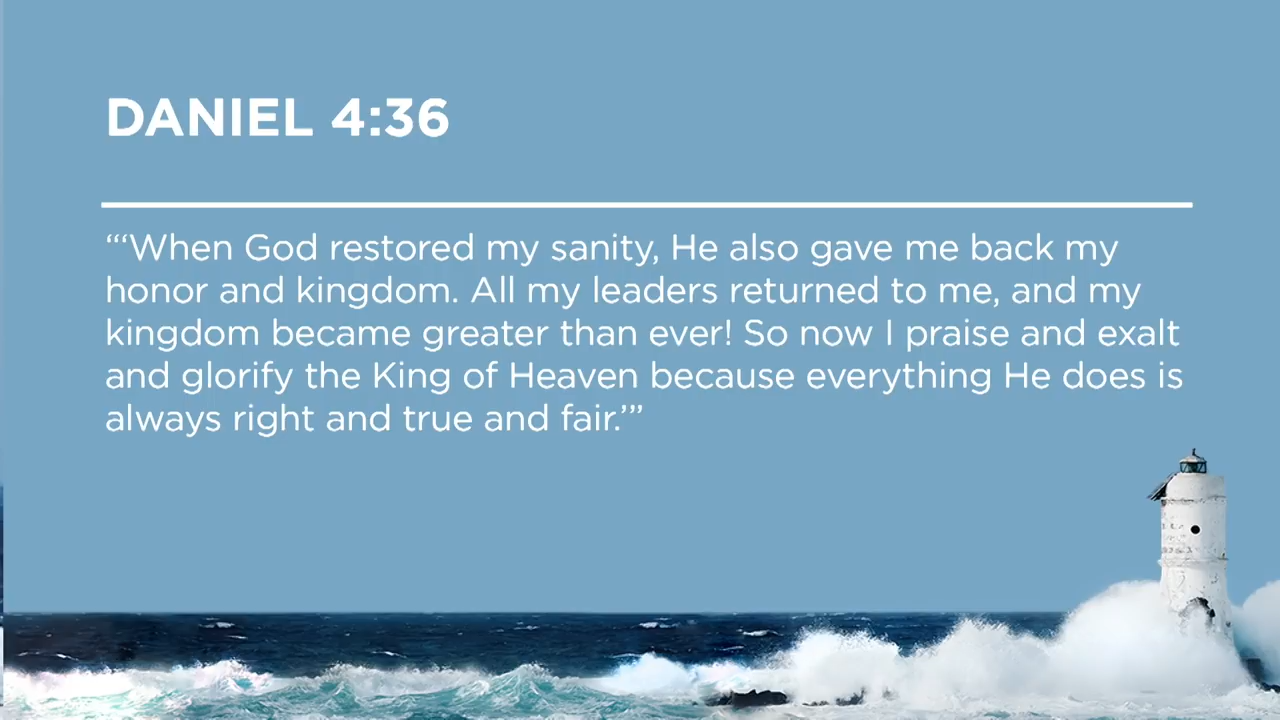 DANIEL 4:36
“‘When God restored my sanity, He also gave me back my
honor and kingdom. All my leaders returned to me, and my
kingdom became greater than ever! So now I praise and exalt
and glorify the King of Heaven because everything He does is
always right and true and fair.’”